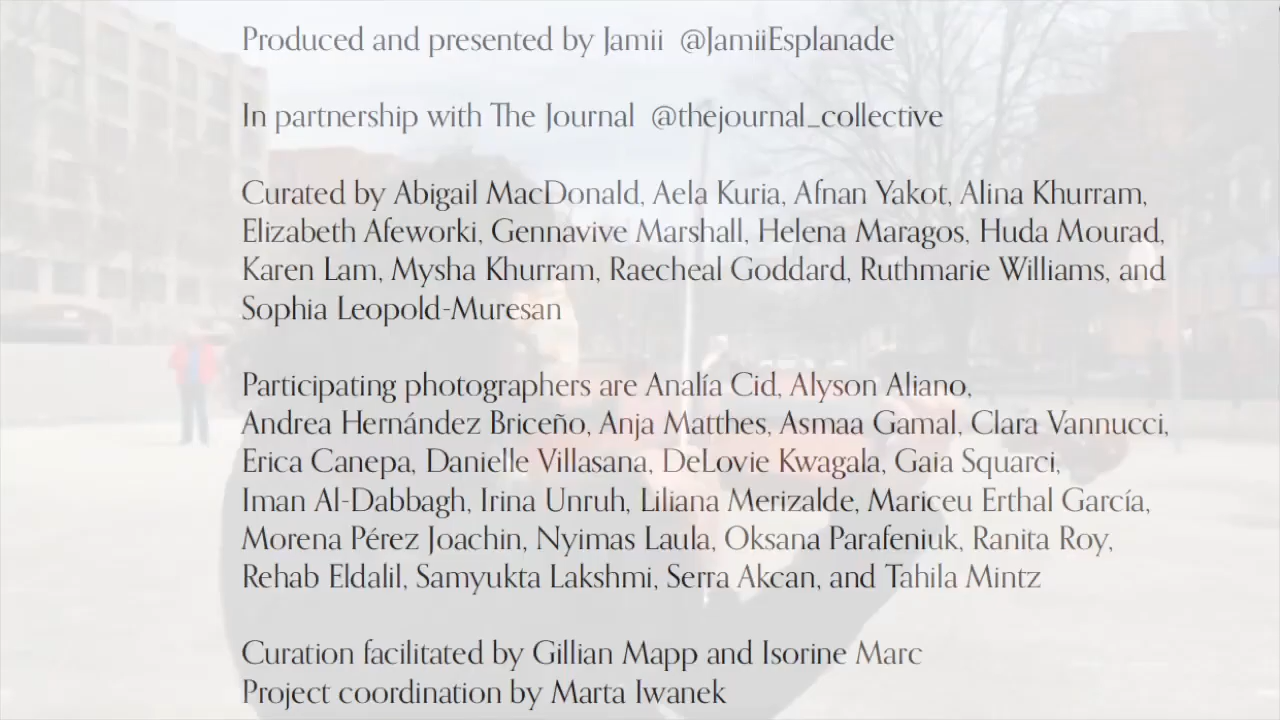 Produced and presented by Jamii @JamiiEsplanade
In partnership with The Journal @thejournal_collective
Curated by Abigail MacDonald, Aela Kuria, Afnan Yakot, Alina Khurram,
Elizabeth Afeworki, Gennavive Marshall, Helena Maragos, Huda Mourad,
Karen Lam, Mysha Khurram, Raecheal Goddard, Ruthmarie Williams, and
Sophia Leopold-Muresan
Participating photographers are Analía Cid, Alyson Aliano,
Andrea Hernández Briceño, Anja Matthes, Asmaa Gamal, Clara Vannucci,
Erica Canepa, Danielle Villasana, DeLovie Kwagala, Gaia Squarci,
Iman Al-Dabbagh, Irina Unruh, Liliana Merizalde, Mariceu Erthal García,
Morena Pérez Joachin, Nyimas Laula, Oksana Parafeniuk, Ranita Roy,
Rehab Eldalil, Samyukta Lakshmi, Serra Akcan, and Tahila Mintz
Curation facilitated by Gillian Mapp and Isorine Marc
Project coordination by Marta Iwanek